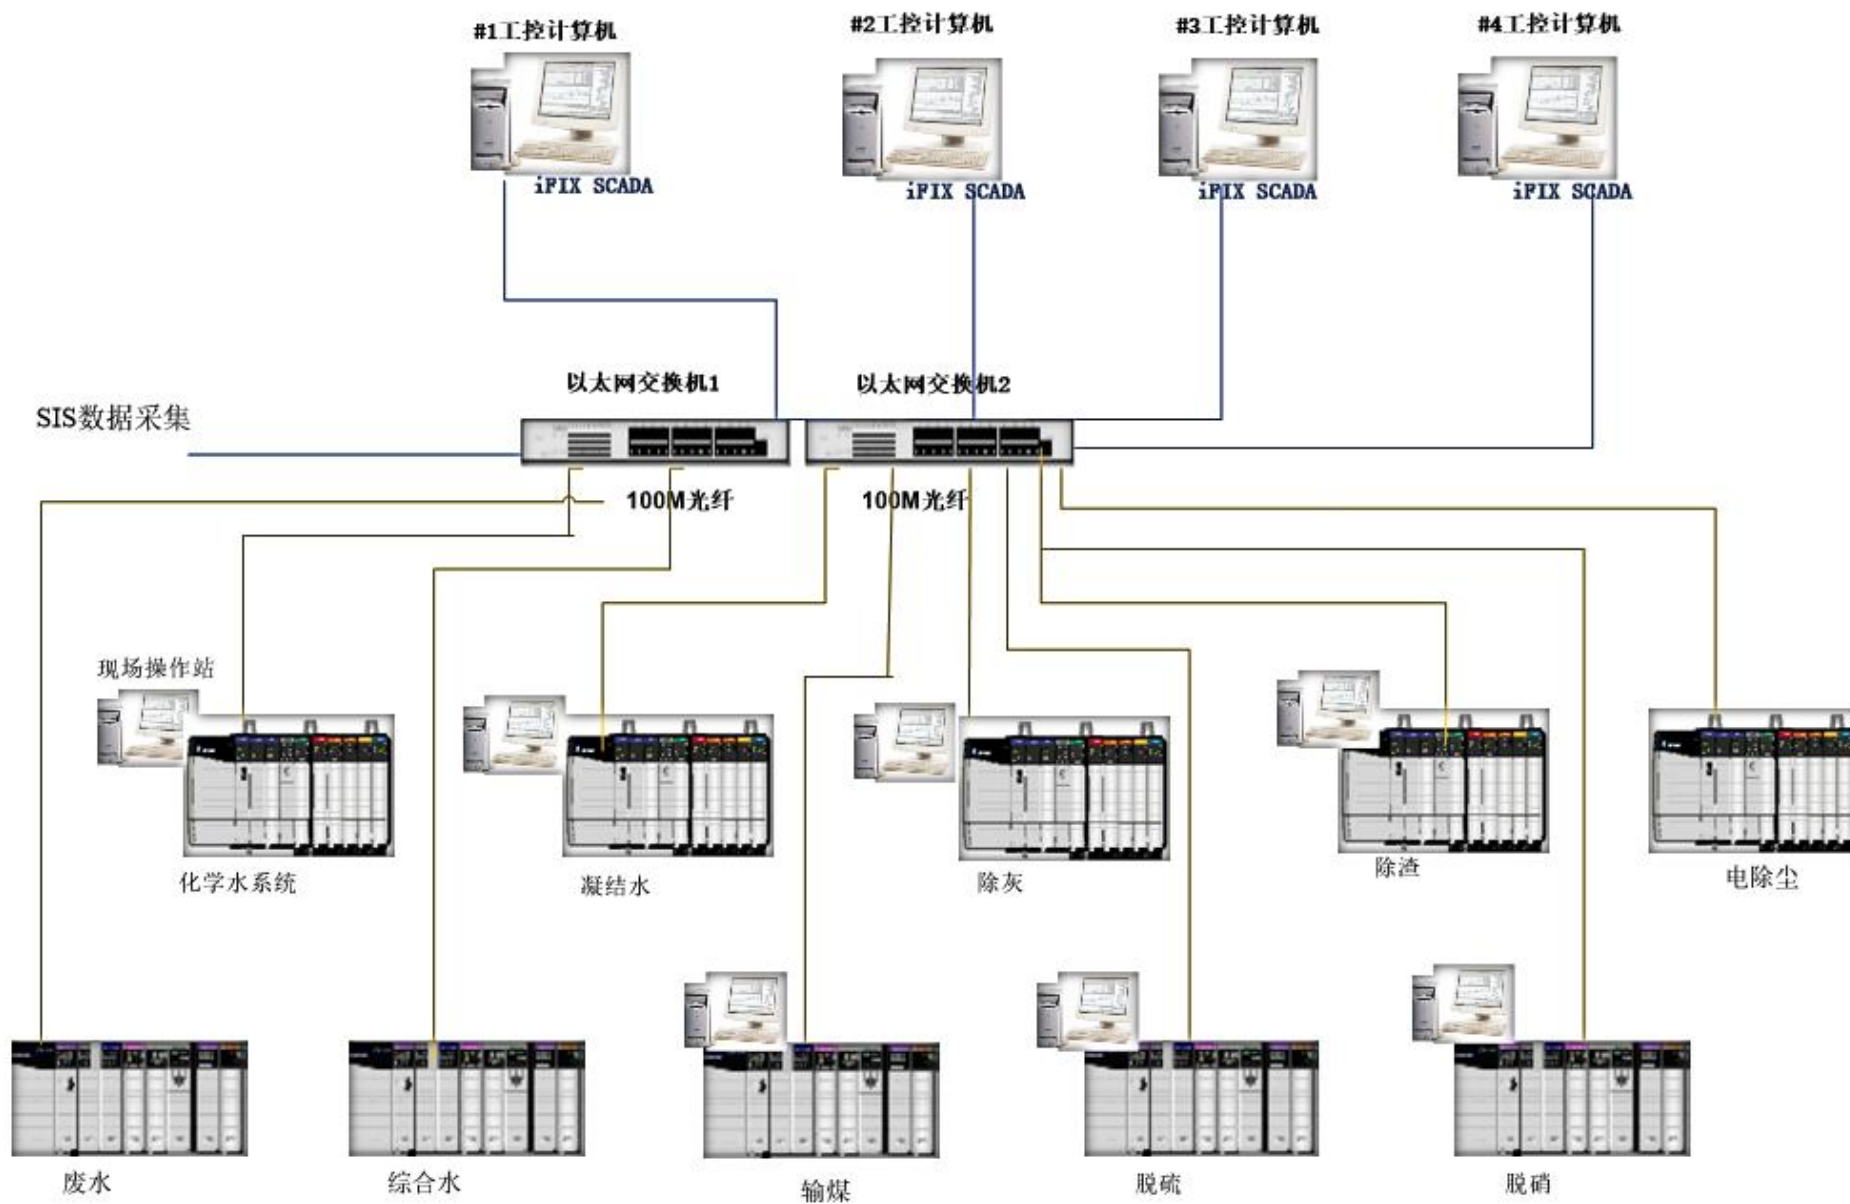 #1工控计算机
#2工控计算机
#3工控计算机
#4工控计算机
iFIX SCADA
iFIX SCADA
iFIX SCADA
iFIX SCADA
以太网交换机1
以太网交换机2
SIS数据采集
100M光纤
100M光纤
现场操作站
化学水系统
凝结水
除灰
除渣
电除尘
废水
综合水
输煤
脱硫
脱硝